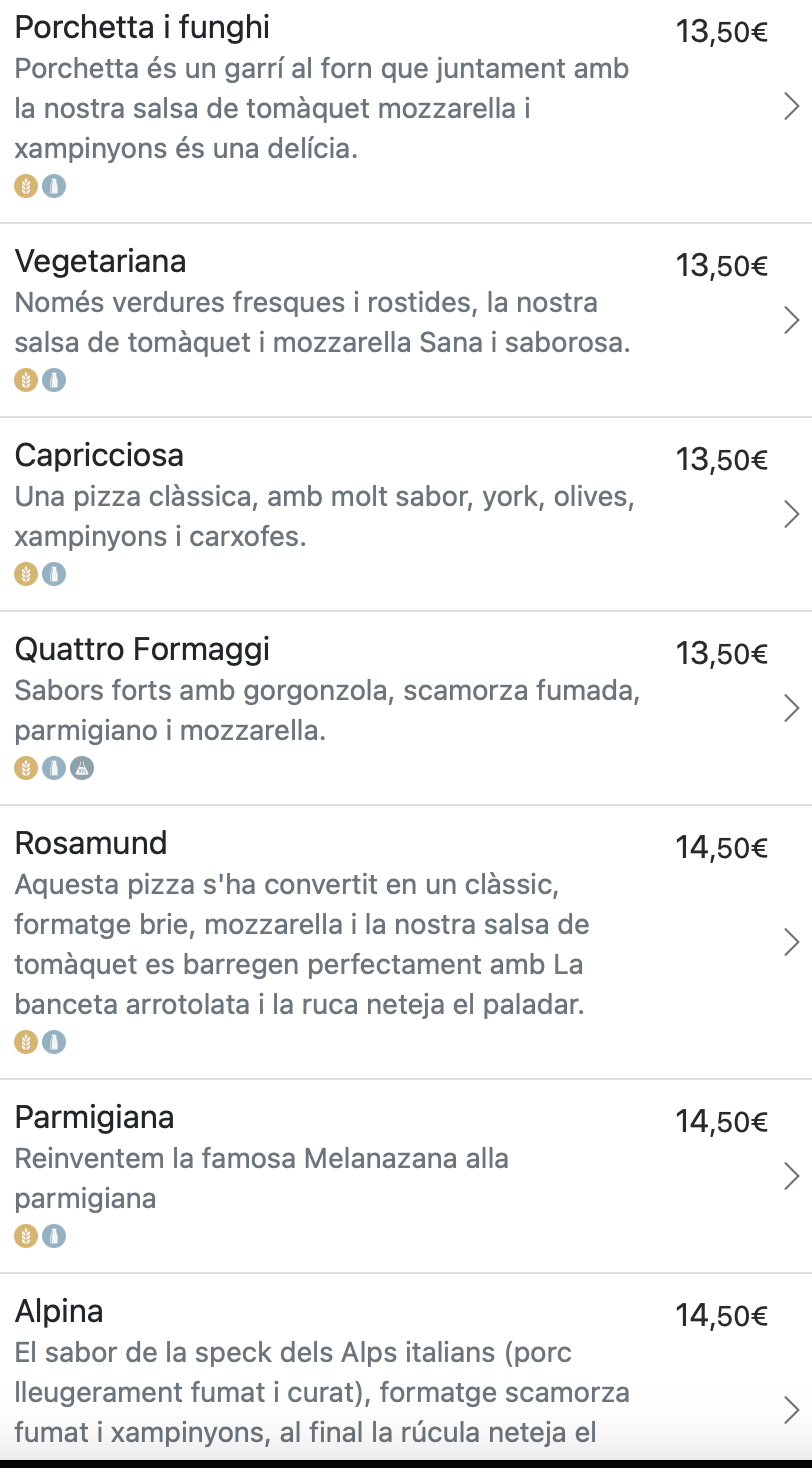 Porchetta i funghi
13,50€
Porchetta és un garrí al forn que juntament amb
la nostra salsa de tomàquet mozzarella i
xampinyons és una delícia.
Vegetariana
13,50€
Només verdures fresques i rostides, la nostra
salsa de tomàquet i mozzarella Sana i saborosa.
Capricciosa
13,50€
Una pizza clàssica, amb molt sabor, york, olives,
xampinyons i carxofes.
Quattro Formaggi
13,50€
Sabors forts amb gorgonzola, scamorza fumada,
parmigiano i mozzarella.
Rosamund
14,50€
Aquesta pizza s'ha convertit en un clàssic,
formatge brie, mozzarella i la nostra salsa de
tomàquet es barregen perfectament amb La
banceta arrotolata i la ruca neteja el paladar.
Parmigiana
14,50€
Reinventem la famosa Melanazana alla
parmigiana
Alpina
14,50€
El sabor de la speck dels Alps italians (porc
lleugerament fumat i curat), formatge scamorza
fumat i xampinyons, al final la rúcula neteja el